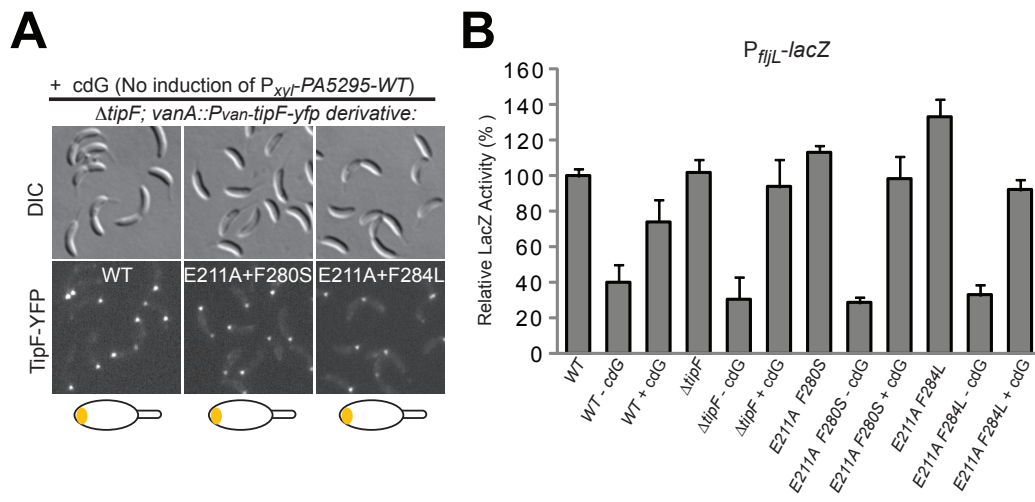 A
+ cdG (No induction of Pxyl-PA5295-WT)
ΔtipF; vanA::Pvan-tipF-yfp derivative:
DIC
TipF-YFP
WT
E211A+F280S
E211A+F284L
B
PfljL-lacZ
Relative LacZ Activity (%)
160
140
120
100
80
60
40
20
0
WT
WT - cdG
WT + cdG
ΔtipF
ΔtipF - cdG
ΔtipF + cdG
E211A F280S
E211A F280S - cdG
E211A F280S + cdG
E211A F284L
E211A F284L - cdG
E211A F284L + cdG